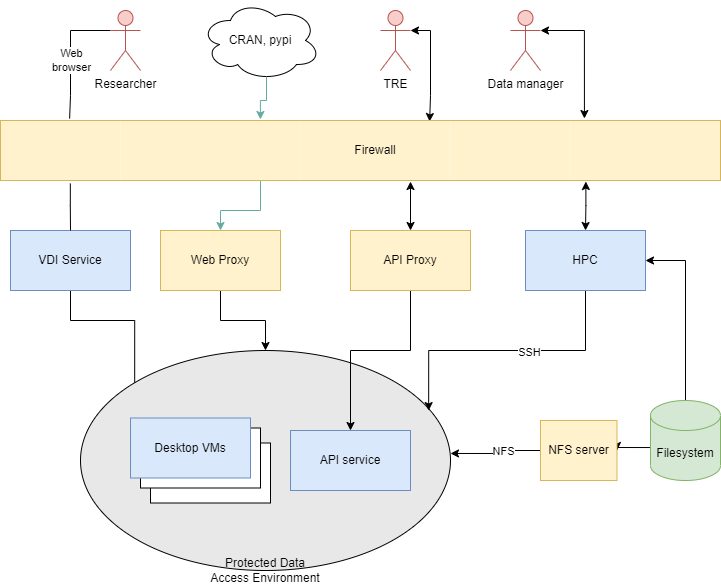 CRAN, pypi
Web
browser
Researcher
TRE
Data manager
Firewall
VDI Service
Web Proxy
API Proxy
HPC
SSH
Desktop VMs
API service
NFS
NFS server
Filesystem
Protected Data
Access Environment